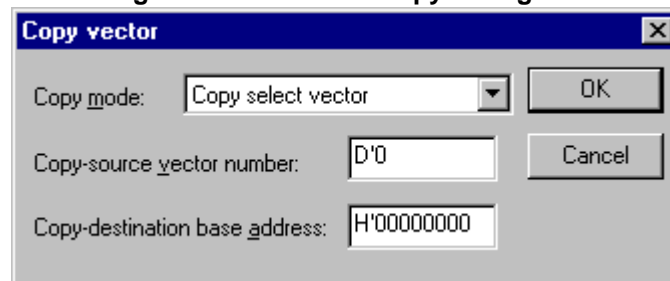 Copy vector
Copy mode: Copy select vector OK
Copy-source vector number: D'0 Cancel
Copy-destination base address: H'00000000